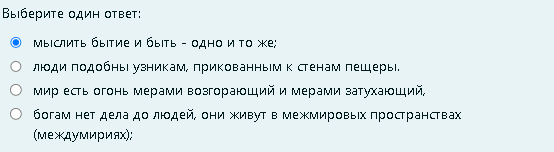 Выберите один ответ:
мыслить бытие и быть - одно и то же;
люди подобны узникам, прикованным к стенам пещеры.
мир есть огонь мерами возгорающий и мерами затухающий,
богам нет дела до людей, они живут в межмировых пространствах
(междумириях);